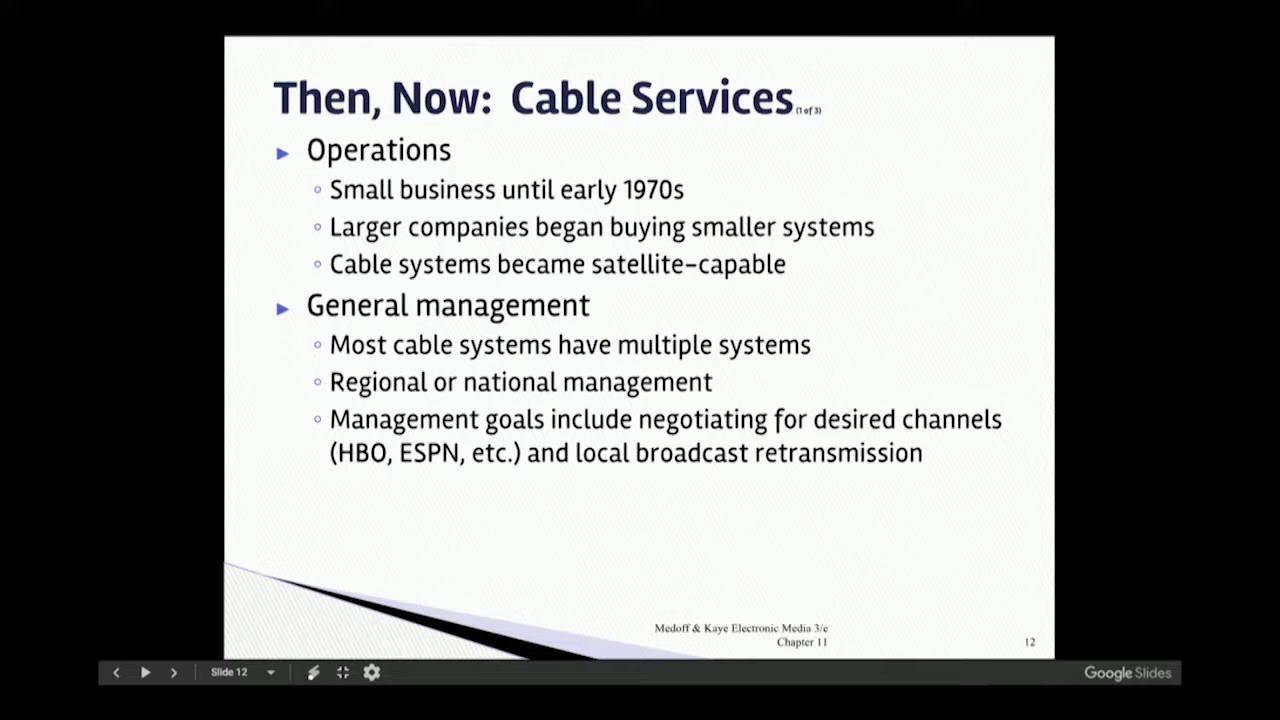 Then, Now:  Cable Services (1 of 3)
► Operations
◦ Small business until early 1970s
◦ Larger companies began buying smaller systems
◦ Cable systems became satellite-capable
► General management
◦ Most cable systems have multiple systems
◦ Regional or national management
◦ Management goals include negotiating for desired channels
(HBO, ESPN, etc.) and local broadcast retransmission
Medoff & Kaye Electronic Media 3/e
Chapter 11
12
Slide 12
Google Slides